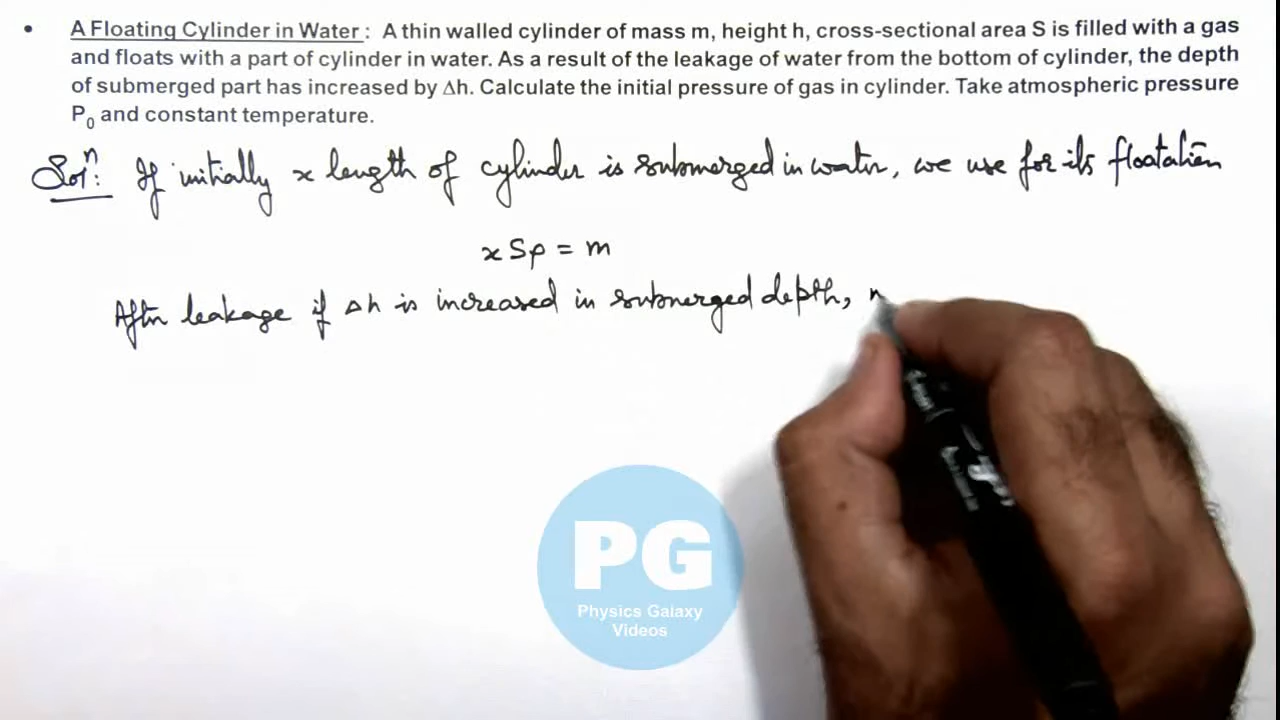 • A Floating Cylinder in Water : A thin walled cylinder of mass m, height h, cross-sectional area S is filled with a gas
and floats with a part of cylinder in water. As a result of the leakage of water from the bottom of cylinder, the depth
of submerged part has increased by Δh. Calculate the initial pressure of gas in cylinder. Take atmospheric pressure
P₀ and constant temperature.
Solⁿ: If initially x length of cylinder is submerged in water, we use for its floatation
x S ρ = m
After leakage if Δh is increased in submerged depth,
PG
Physics Galaxy
Videos